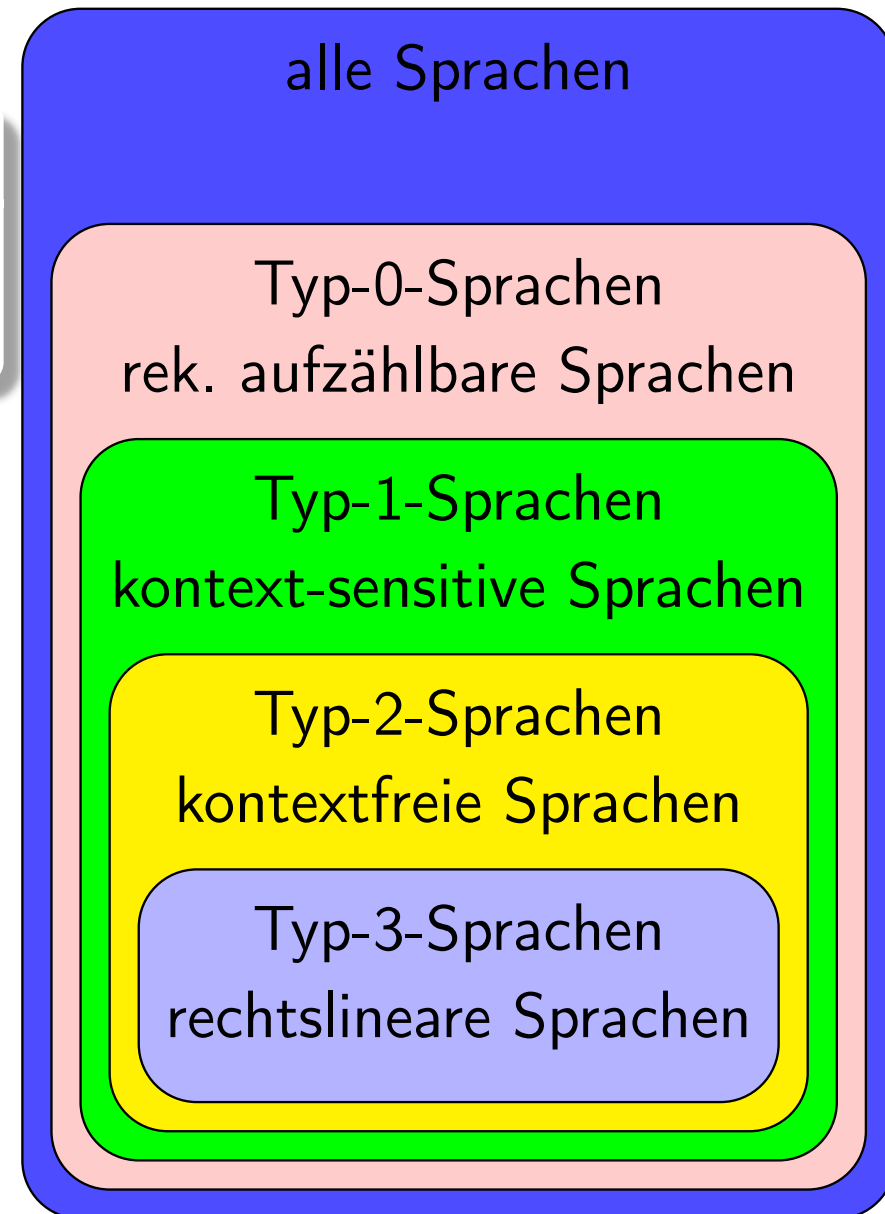 alle Sprachen
Typ-0-Sprachen
rek. aufzählbare Sprachen
Typ-1-Sprachen
kontext-sensitive Sprachen
Typ-2-Sprachen
kontextfreie Sprachen
Typ-3-Sprachen
rechtslineare Sprachen